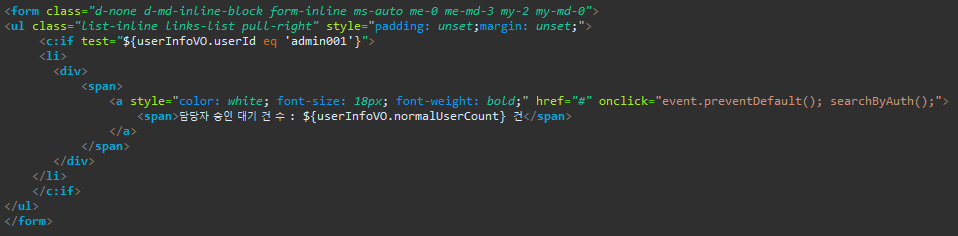 <form class="d-none d-md-inline-block form-inline ms-auto me-0 me-md-3 my-2 my-md-0">
<ul class="list-inline links-list pull-right" style="padding: unset;margin: unset;">
<c:if test="${userInfoVO.userId eq 'admin001'}">
<li>
<div>
<span>
<a style="color: white; font-size: 18px; font-weight: bold;" href="#" onclick="event.preventDefault(); searchByAuth();">
<span>담당자 승인 대기 건 수 : ${userInfoVO.normalUserCount} 건</span>
</a>
</span>
</div>
</li>
</c:if>
</ul>
</form>